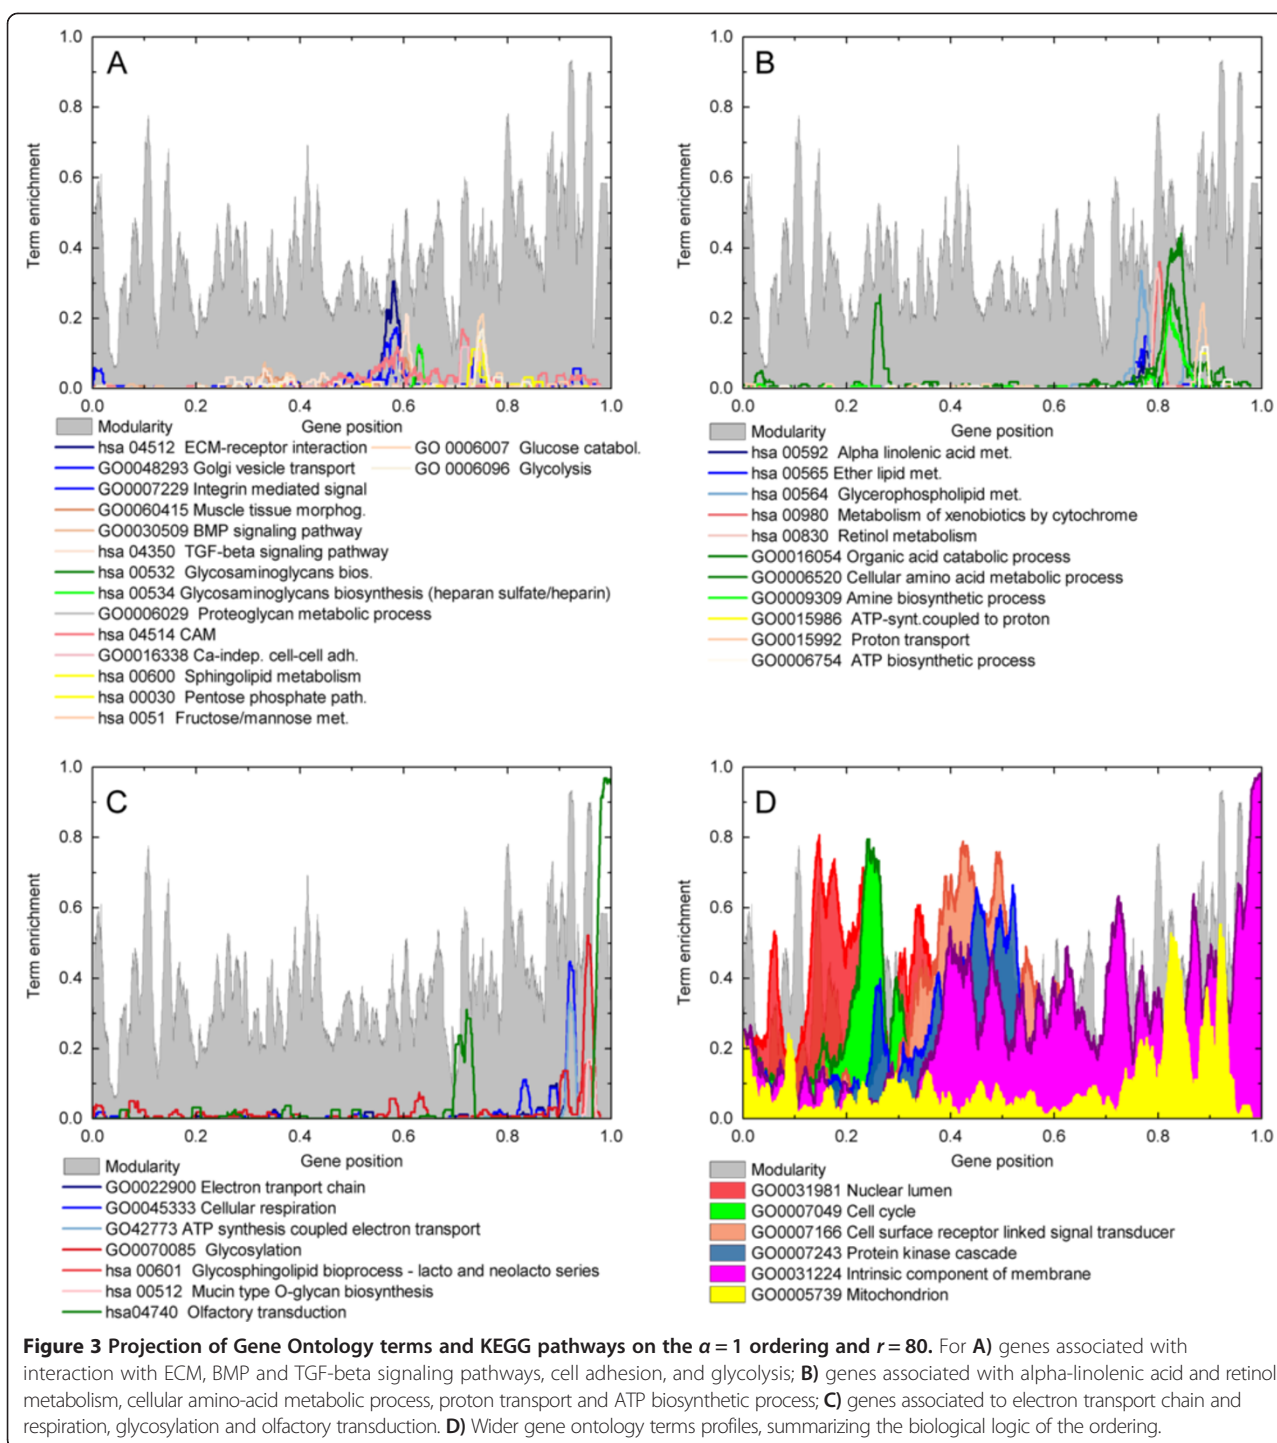 A
Term enrichment
1.0
0.8
0.6
0.4
0.2
0.0
0.0 0.2 0.4 0.6 0.8 1.0
Gene position
Modularity
hsa 04512 ECM-receptor interaction
GO 0006007 Glucose catabol.
GO0048293 Golgi vesicle transport
GO 0006096 Glycolysis
GO0007229 Integrin mediated signal
GO0060415 Muscle tissue morphog.
GO0030509 BMP signaling pathway
hsa 04350 TGF-beta signaling pathway
hsa 00532 Glycosaminoglycans bios.
hsa 00534 Glycosaminoglycans biosynthesis (heparan sulfate/heparin)
GO0006029 Proteoglycan metabolic process
hsa 04514 CAM
GO0016338 Ca-indep. cell-cell adh.
hsa 00600 Sphingolipid metabolism
hsa 00030 Pentose phosphate path.
hsa 0051 Fructose/mannose met.
B
Term enrichment
1.0
0.8
0.6
0.4
0.2
0.0
0.0 0.2 0.4 0.6 0.8 1.0
Gene position
Modularity
hsa 00592 Alpha linolenic acid met.
hsa 00565 Ether lipid met.
hsa 00564 Glycerophospholipid met.
hsa 00980 Metabolism of xenobiotics by cytochrome
hsa 00830 Retinol metabolism
GO0016054 Organic acid catabolic process
GO0006520 Cellular amino acid metabolic process
GO0009309 Amine biosynthetic process
GO0015986 ATP-synt.coupled to proton
GO0015992 Proton transport
GO0006754 ATP biosynthetic process
C
Term enrichment
1.0
0.8
0.6
0.4
0.2
0.0
0.0 0.2 0.4 0.6 0.8 1.0
Gene position
Modularity
GO0022900 Electron tranport chain
GO0045333 Cellular respiration
GO42773 ATP synthesis coupled electron transport
GO0070085 Glycosylation
hsa 00601 Glycosphingolipid bioprocess - lacto and neolacto series
hsa 00512 Mucin type O-glycan biosynthesis
hsa04740 Olfactory transduction
D
Term enrichment
1.0
0.8
0.6
0.4
0.2
0.0
0.0 0.2 0.4 0.6 0.8 1.0
Gene position
Modularity
GO0031981 Nuclear lumen
GO0007049 Cell cycle
GO0007166 Cell surface receptor linked signal transducer
GO0007243 Protein kinase cascade
GO0031224 Intrinsic component of membrane
GO0005739 Mitochondrion
Figure 3 Projection of Gene Ontology terms and KEGG pathways on the α = 1 ordering and r = 80. For A) genes associated with
interaction with ECM, BMP and TGF-beta signaling pathways, cell adhesion, and glycolysis; B) genes associated with alpha-linolenic acid and retinol
metabolism, cellular amino-acid metabolic process, proton transport and ATP biosynthetic process; C) genes associated to electron transport chain and
respiration, glycosylation and olfactory transduction. D) Wider gene ontology terms profiles, summarizing the biological logic of the ordering.